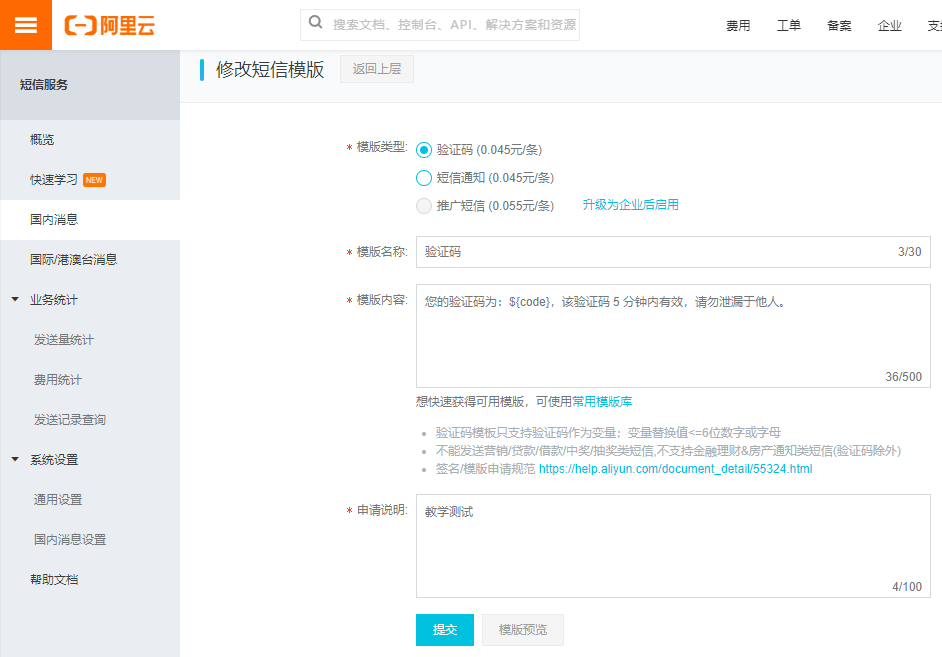 阿里云
搜索文档、控制台、API、解决方案和资源
费用 工单 备案 企业
短信服务
修改短信模版 返回上层
概览
快速学习 NEW
国内消息
国际/港澳台消息
业务统计
发送量统计
费用统计
发送记录查询
系统设置
通用设置
国内消息设置
帮助文档
* 模版类型: 验证码 (0.045元/条)
短信通知 (0.045元/条)
推广短信 (0.055元/条) 升级为企业后启用
* 模版名称: 验证码 3/30
* 模版内容: 您的验证码为：${code}，该验证码 5 分钟内有效，请勿泄漏于他人。
36/500
想快速获得可用模版，可使用常用模版库
验证码模板只支持验证码作为变量；变量替换值<=6位数字或字母
不能发送营销/贷款/借款/中奖/抽奖类短信,不支持金融理财&房产通知类短信(验证码除外)
签名/模版申请规范 https://help.aliyun.com/document_detail/55324.html
* 申请说明: 教学测试
4/100
提交 模版预览